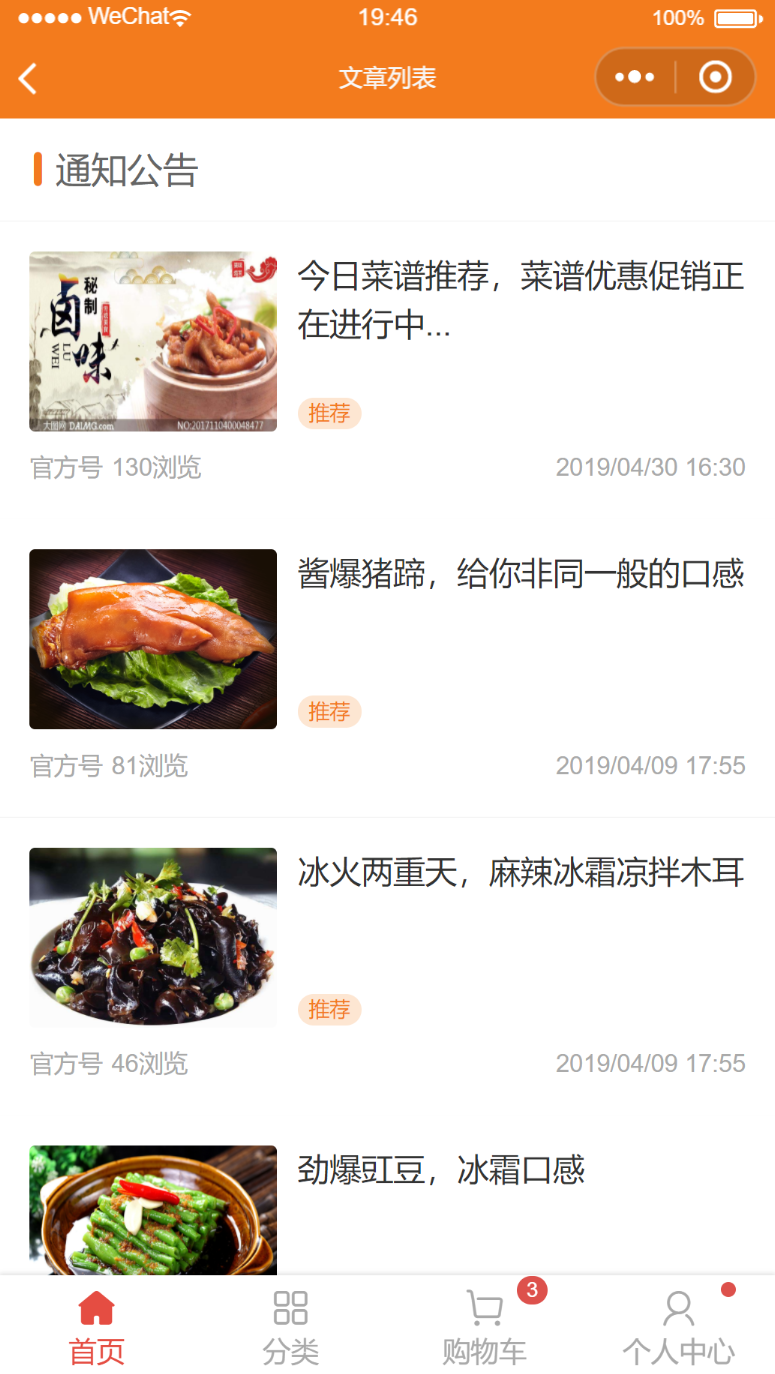 WeChat
19:46
100%
文章列表
通知公告
秘制
卤味
LU WEI
大图网 DAIMG.com
NO:20171104000484​77
今日菜谱推荐，菜谱优惠促销正
在进行中...
推荐
官方号 130浏览
2019/04/30 16:30
酱爆猪蹄，给你非同一般的口感
推荐
官方号 81浏览
2019/04/09 17:55
冰火两重天，麻辣冰霜凉拌木耳
推荐
官方号 46浏览
2019/04/09 17:55
劲爆豇豆，冰霜口感
3
首页
分类
购物车
个人中心